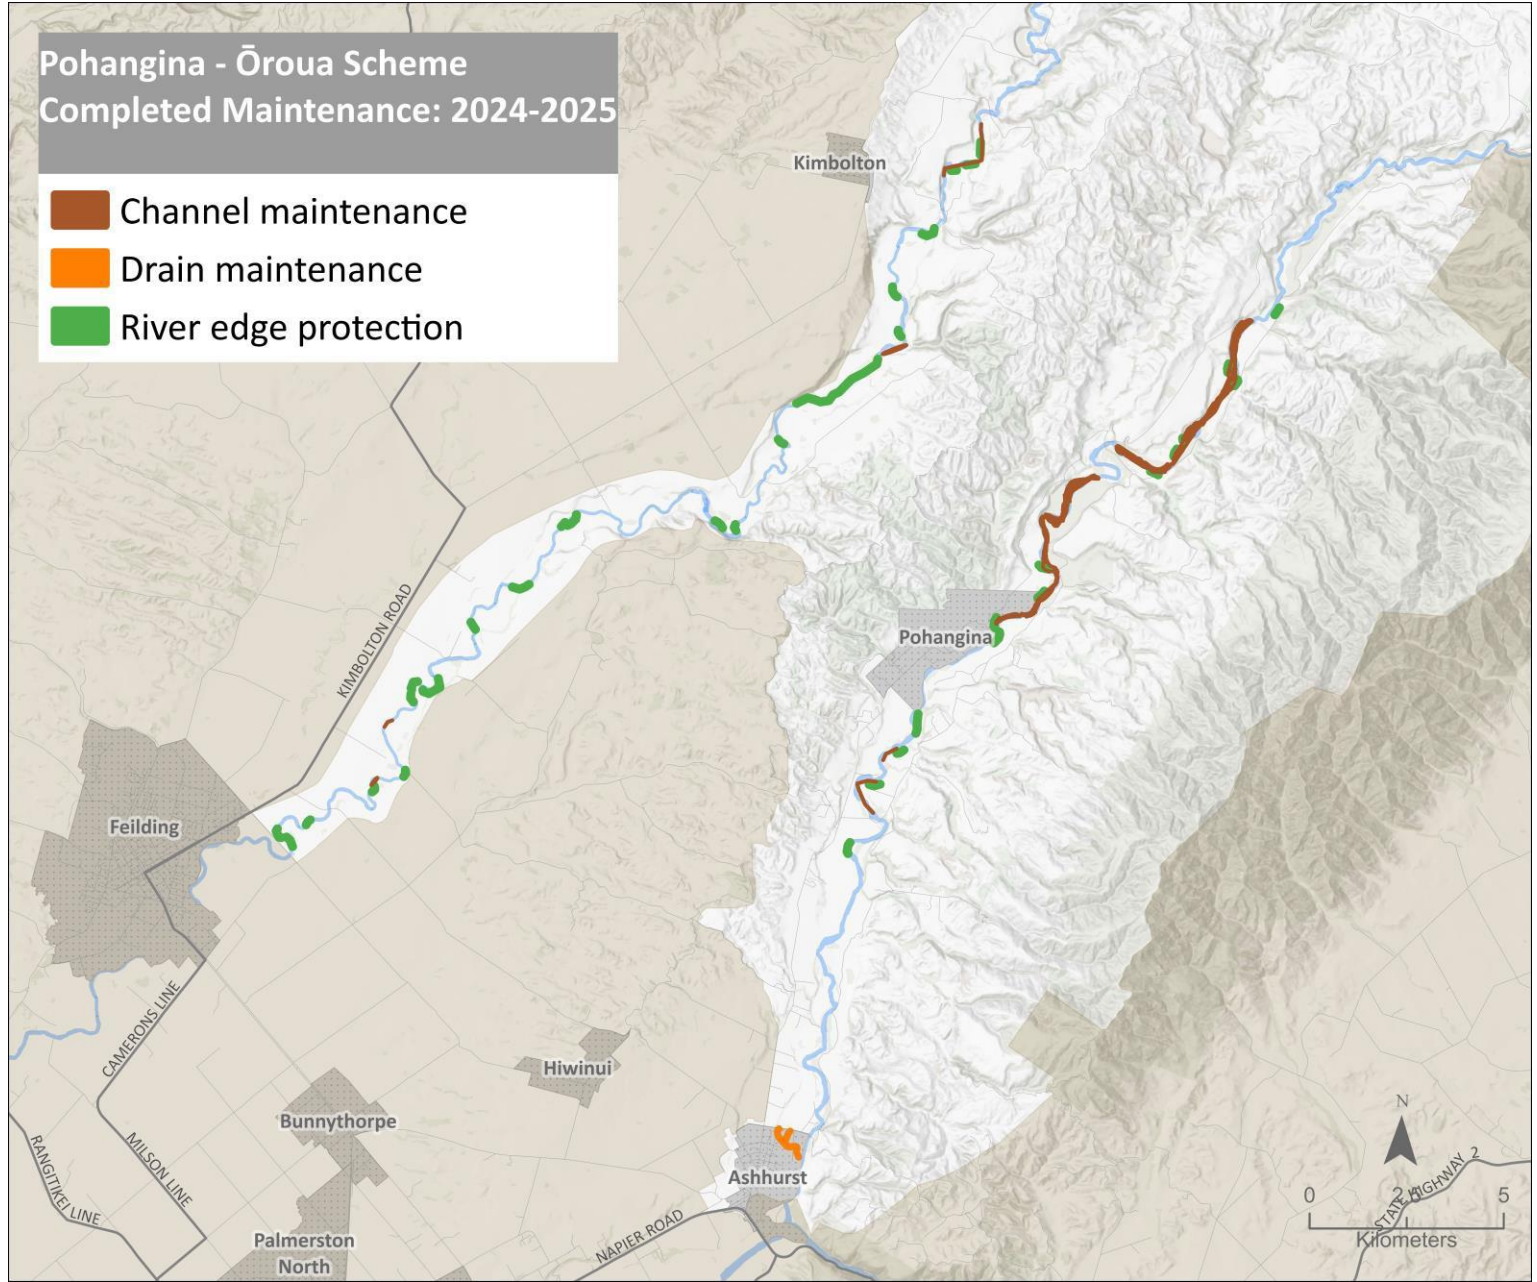 Pohangina - Ōroua Scheme
Completed Maintenance: 2024-2025
Channel maintenance
Drain maintenance
River edge protection
Kimbolton
KIMBOLTON ROAD
Pohangina
Feilding
CAMERONS LINE
Hiwinui
Bunnythorpe
MILSON LINE
RANGITIKEI LINE
Ashhurst
NAPIER ROAD
Palmerston
North
N
STATE HIGHWAY 2
0 2.5 5
Kilometers